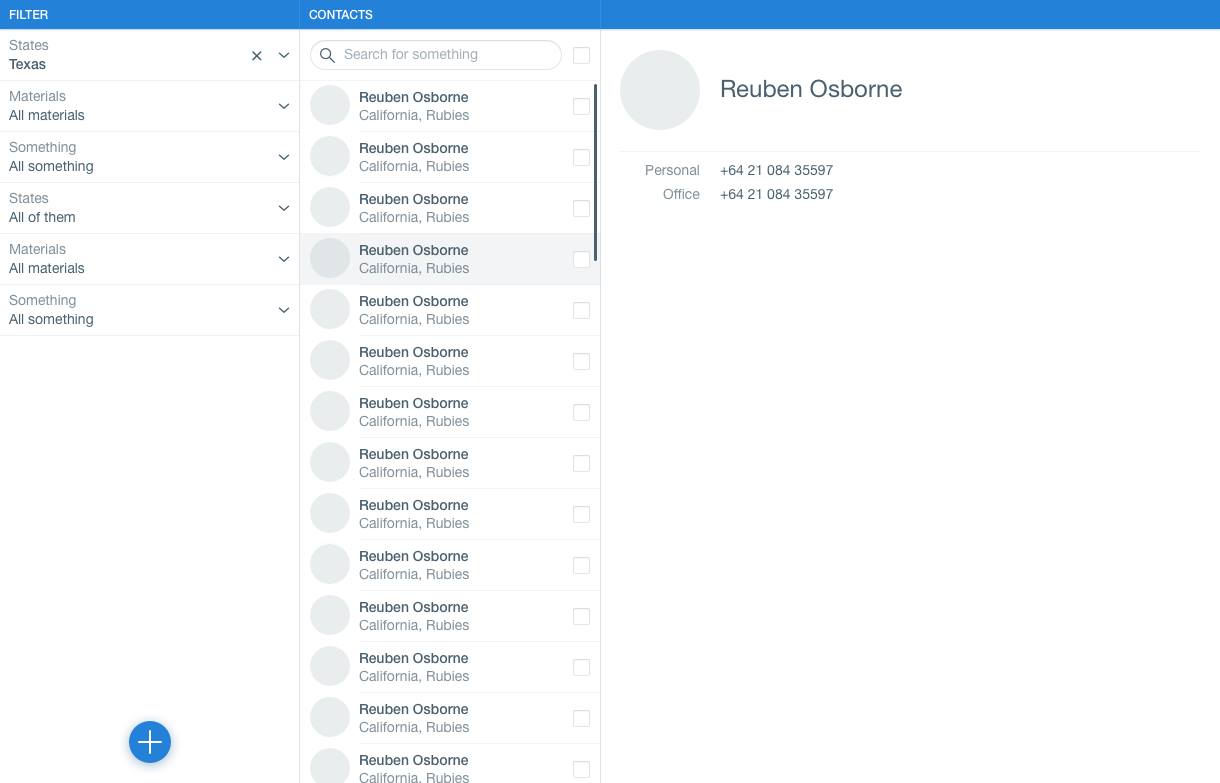 FILTER
States
Texas
Materials
All materials
Something
All something
States
All of them
Materials
All materials
Something
All something
CONTACTS
Search for something
Reuben Osborne
California, Rubies
Reuben Osborne
California, Rubies
Reuben Osborne
California, Rubies
Reuben Osborne
California, Rubies
Reuben Osborne
California, Rubies
Reuben Osborne
California, Rubies
Reuben Osborne
California, Rubies
Reuben Osborne
California, Rubies
Reuben Osborne
California, Rubies
Reuben Osborne
California, Rubies
Reuben Osborne
California, Rubies
Reuben Osborne
California, Rubies
Reuben Osborne
California, Rubies
Reuben Osborne
California, Rubies
Reuben Osborne
Personal +64 21 084 35597
Office +64 21 084 35597